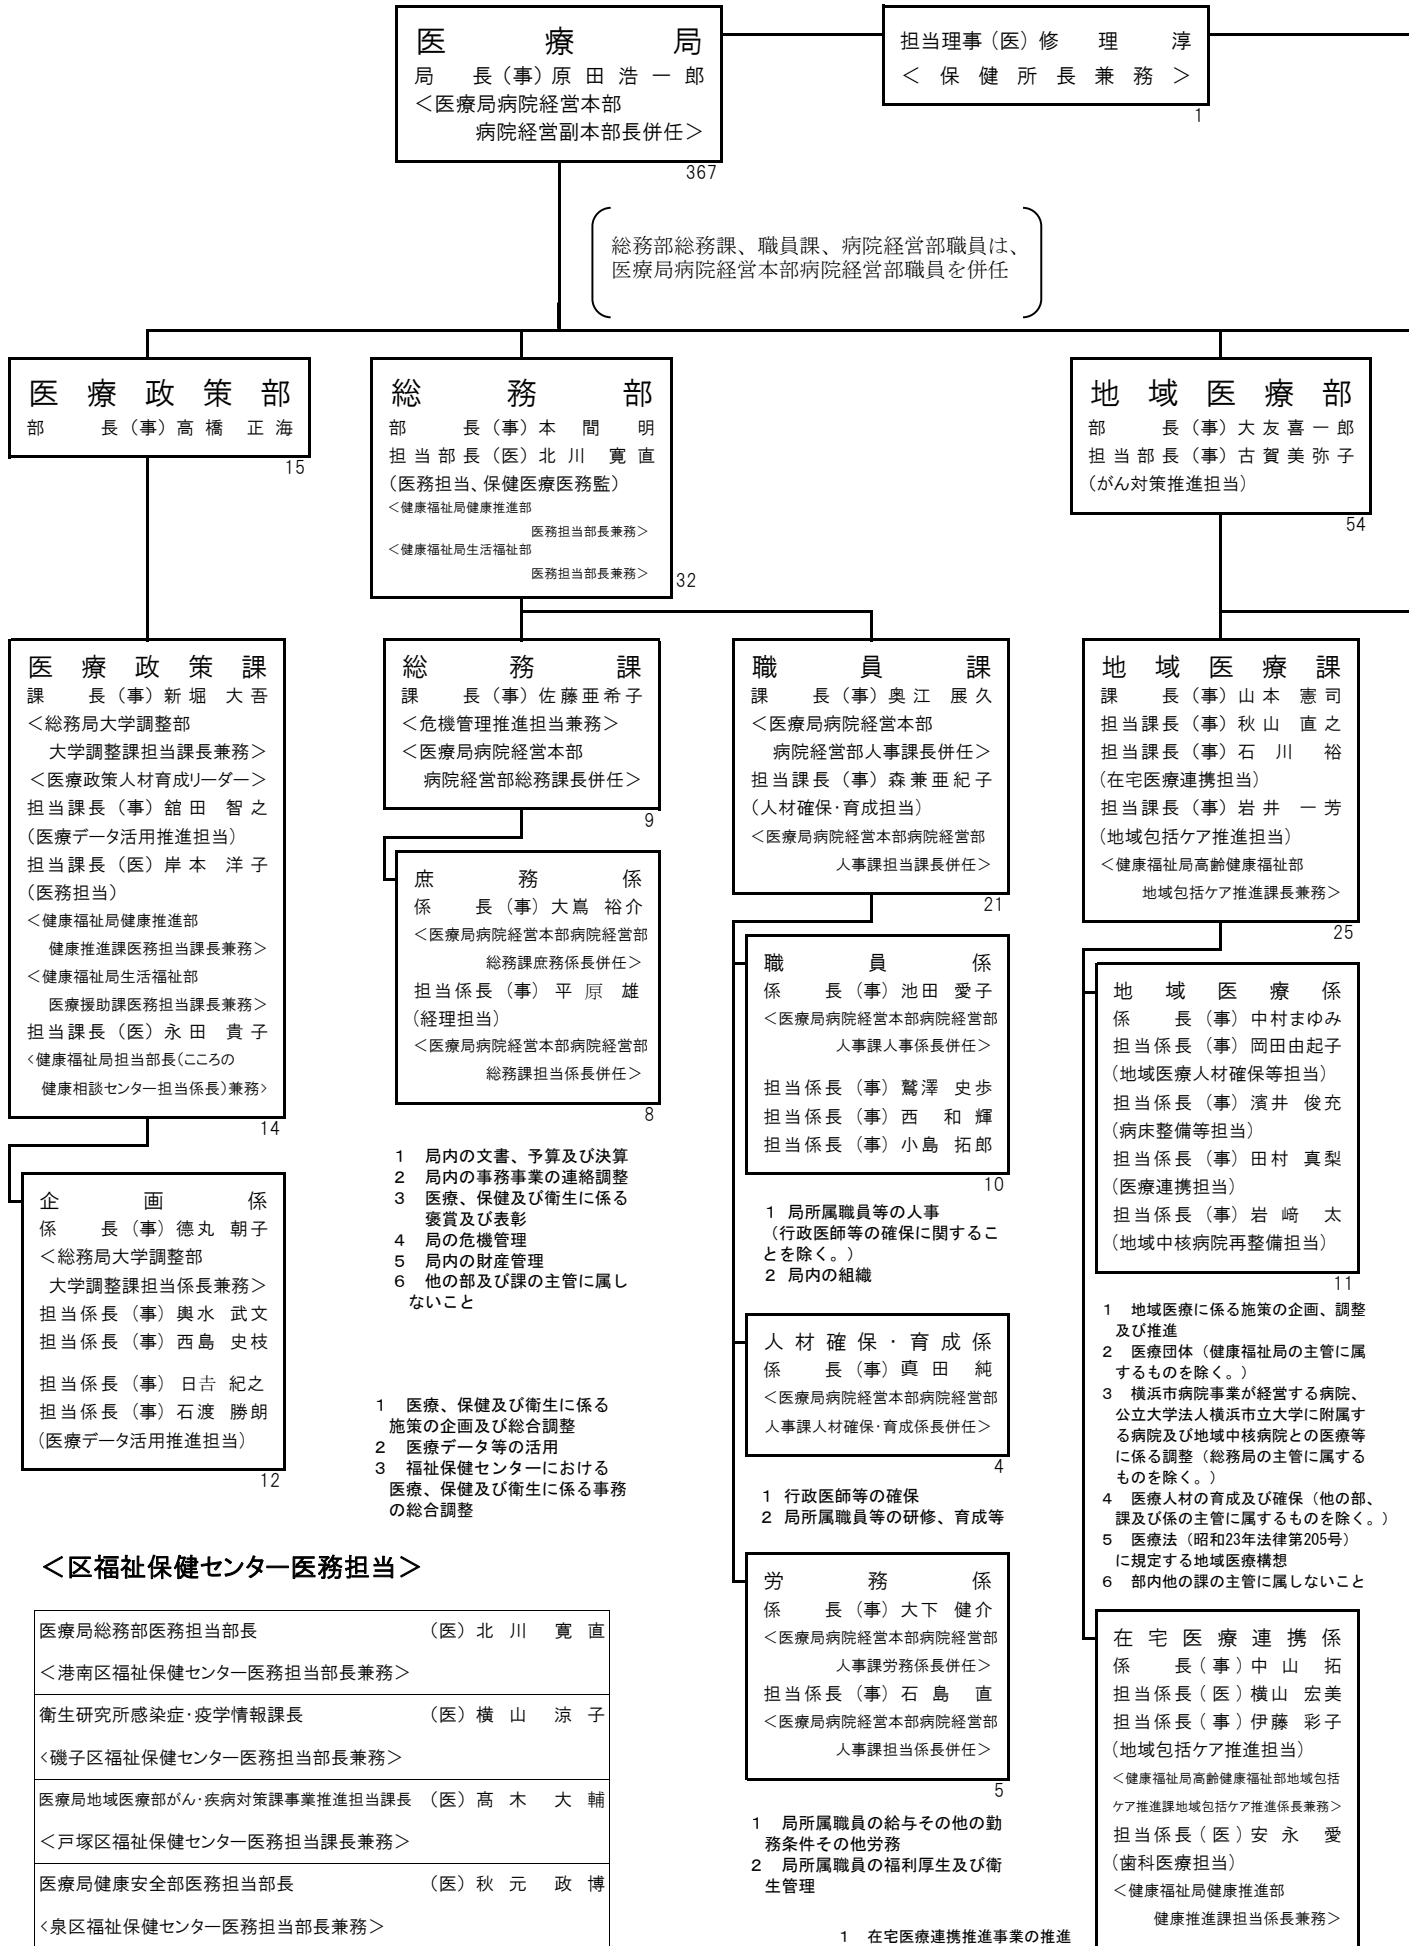 医療局
局長（事）原田浩一郎
＜医療局病院経営本部
病院経営副本部長併任＞
367
担当理事（医）修理淳
＜保健所長兼務＞
1
総務部総務課、職員課、病院経営部職員は、
医療局病院経営本部病院経営部職員を併任
医療政策部
部長（事）高橋正海
15
総務部
部長（事）本間明
担当部長（医）北川寛直
（医務担当、保健医療医務監）
＜健康福祉局健康推進部
医務担当部長兼務＞
＜健康福祉局生活福祉部
医務担当部長兼務＞
32
地域医療部
部長（事）大友喜一郎
担当部長（事）古賀美弥子
（がん対策推進担当）
54
医療政策課
課長（事）新堀大吾
＜総務局大学調整部
大学調整課担当課長兼務＞
＜医療政策人材育成リーダー＞
担当課長（事）舘田智之
（医療データ活用推進担当）
担当課長（医）岸本洋子
（医務担当）
＜健康福祉局健康推進部
健康推進課医務担当課長兼務＞
＜健康福祉局生活福祉部
医療援助課医務担当課長兼務＞
担当課長（医）永田貴子
<健康福祉局担当部長（こころの
健康相談センター担当係長）兼務>
14
企画係
係長（事）德丸朝子
＜総務局大学調整部
大学調整課担当係長兼務＞
担当係長（事）輿水武文
担当係長（事）西島史枝
担当係長（事）日𠮷紀之
担当係長（事）石渡勝朗
（医療データ活用推進担当）
12
総務課
課長（事）佐藤亜希子
＜危機管理推進担当兼務＞
＜医療局病院経営本部
病院経営部総務課長併任＞
9
庶務係
係長（事）大嶌裕介
＜医療局病院経営本部病院経営部
総務課庶務係長併任＞
担当係長（事）平原雄
（経理担当）
＜医療局病院経営本部病院経営部
総務課担当係長併任＞
8
1　局内の文書、予算及び決算
2　局内の事務事業の連絡調整
3　医療、保健及び衛生に係る
褒賞及び表彰
4　局の危機管理
5　局内の財産管理
6　他の部及び課の主管に属し
ないこと
1　医療、保健及び衛生に係る
施策の企画及び総合調整
2　医療データ等の活用
3　福祉保健センターにおける
医療、保健及び衛生に係る事務
の総合調整
職員課
課長（事）奥江展久
＜医療局病院経営本部
病院経営部人事課長併任＞
担当課長（事）森兼亜紀子
（人材確保・育成担当）
＜医療局病院経営本部病院経営部
人事課担当課長併任＞
21
職員係
係長（事）池田愛子
＜医療局病院経営本部病院経営部
人事課人事係長併任＞
担当係長（事）鷲澤史歩
担当係長（事）西和輝
担当係長（事）小島拓郎
10
1 局所属職員等の人事
（行政医師等の確保に関するこ
とを除く。）
2 局内の組織
人材確保・育成係
係長（事）真田純
＜医療局病院経営本部病院経営部
人事課人材確保・育成係長併任＞
4
1 行政医師等の確保
2 局所属職員等の研修、育成等
労務係
係長（事）大下健介
＜医療局病院経営本部病院経営部
人事課労務係長併任＞
担当係長（事）石島直
＜医療局病院経営本部病院経営部
人事課担当係長併任＞
5
1　局所属職員の給与その他の勤
務条件その他労務
2　局所属職員の福利厚生及び衛
生管理
地域医療課
課長（事）山本憲司
担当課長（事）秋山直之
担当課長（事）石川裕
（在宅医療連携担当）
担当課長（事）岩井一芳
（地域包括ケア推進担当）
＜健康福祉局高齢健康福祉部
地域包括ケア推進課長兼務＞
25
地域医療係
係長（事）中村まゆみ
担当係長（事）岡田由起子
（地域医療人材確保等担当）
担当係長（事）濱井俊充
（病床整備等担当）
担当係長（事）田村真梨
（医療連携担当）
担当係長（事）岩﨑太
（地域中核病院再整備担当）
11
1　地域医療に係る施策の企画、調整
及び推進
2　医療団体（健康福祉局の主管に属
するものを除く。）
3　横浜市病院事業が経営する病院、
公立大学法人横浜市立大学に附属す
る病院及び地域中核病院との医療等
に係る調整（総務局の主管に属する
ものを除く。）
4　医療人材の育成及び確保（他の部、
課及び係の主管に属するものを除く。）
5　医療法（昭和23年法律第205号）
に規定する地域医療構想
6　部内他の課の主管に属しないこと
在宅医療連携係
係長（事）中山拓
担当係長（医）横山宏美
担当係長（事）伊藤彩子
（地域包括ケア推進担当）
＜健康福祉局高齢健康福祉部地域包括
ケア推進課地域包括ケア推進係長兼務＞
担当係長（医）安永愛
（歯科医療担当）
＜健康福祉局健康推進部
健康推進課担当係長兼務＞
1　在宅医療連携推進事業の推進
＜区福祉保健センター医務担当＞
医療局総務部医務担当部長（医）北川寛直
＜港南区福祉保健センター医務担当部長兼務＞
衛生研究所感染症・疫学情報課長（医）横山涼子
<磯子区福祉保健センター医務担当部長兼務＞
医療局地域医療部がん・疾病対策課事業推進担当課長（医）髙木大輔
＜戸塚区福祉保健センター医務担当課長兼務＞
医療局健康安全部医務担当部長（医）秋元政博
<泉区福祉保健センター医務担当部長兼務＞